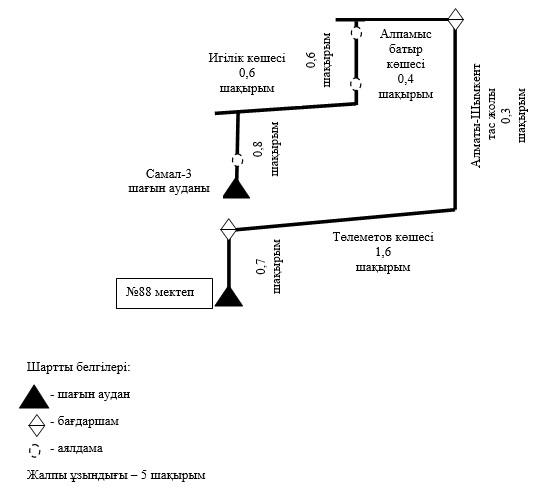 Алпамыс
батыр
көшесі
0,4
шақырым
Игілік көшесі
0,6
шақырым
0,6
шақырым
Алматы-Шымкент
тас жолы
0,3
шақырым
0,8
шақырым
Самал-3
шағын ауданы
Төлеметов көшесі
1,6
шақырым
0,7
шақырым
№88 мектеп
Шартты белгілері:
- шағын аудан
- бағдаршам
- аялдама
Жалпы ұзындығы – 5 шақырым